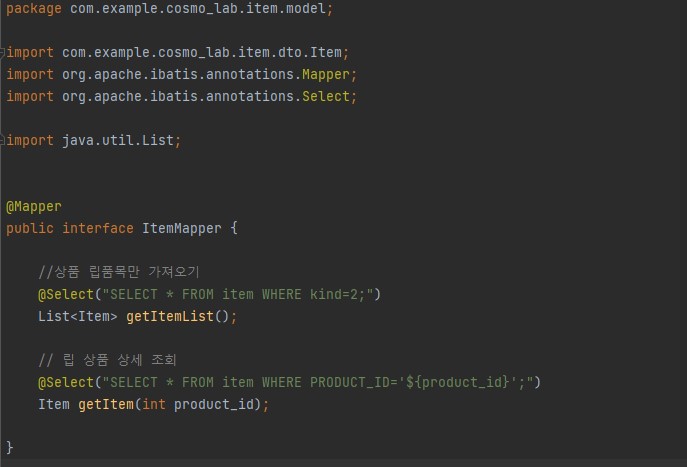 package com.example.cosmo_lab.item.model;
import com.example.cosmo_lab.item.dto.Item;
import org.apache.ibatis.annotations.Mapper;
import org.apache.ibatis.annotations.Select;
import java.util.List;
@Mapper
public interface ItemMapper {
//상품 립품목만 가져오기
@Select("SELECT * FROM item WHERE kind=2;")
List<Item> getItemList();
// 립 상품 상세 조회
@Select("SELECT * FROM item WHERE PRODUCT_ID='${product_id}';")
Item getItem(int product_id);
}